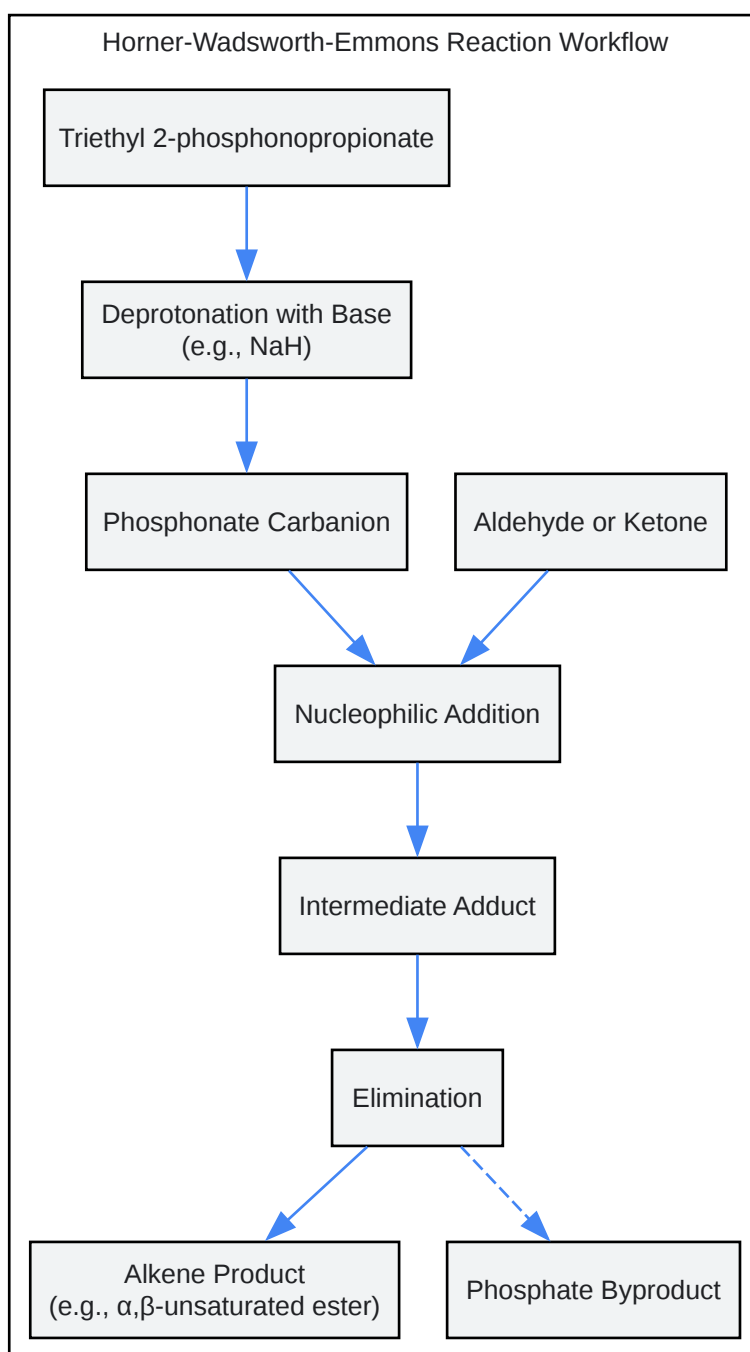 Horner-Wadsworth-Emmons Reaction Workflow
Triethyl 2-phosphonopropionate
Deprotonation with Base
(e.g., NaH)
Phosphonate Carbanion
Aldehyde or Ketone
Nucleophilic Addition
Intermediate Adduct
Elimination
Alkene Product
(e.g., α,β-unsaturated ester)
Phosphate Byproduct